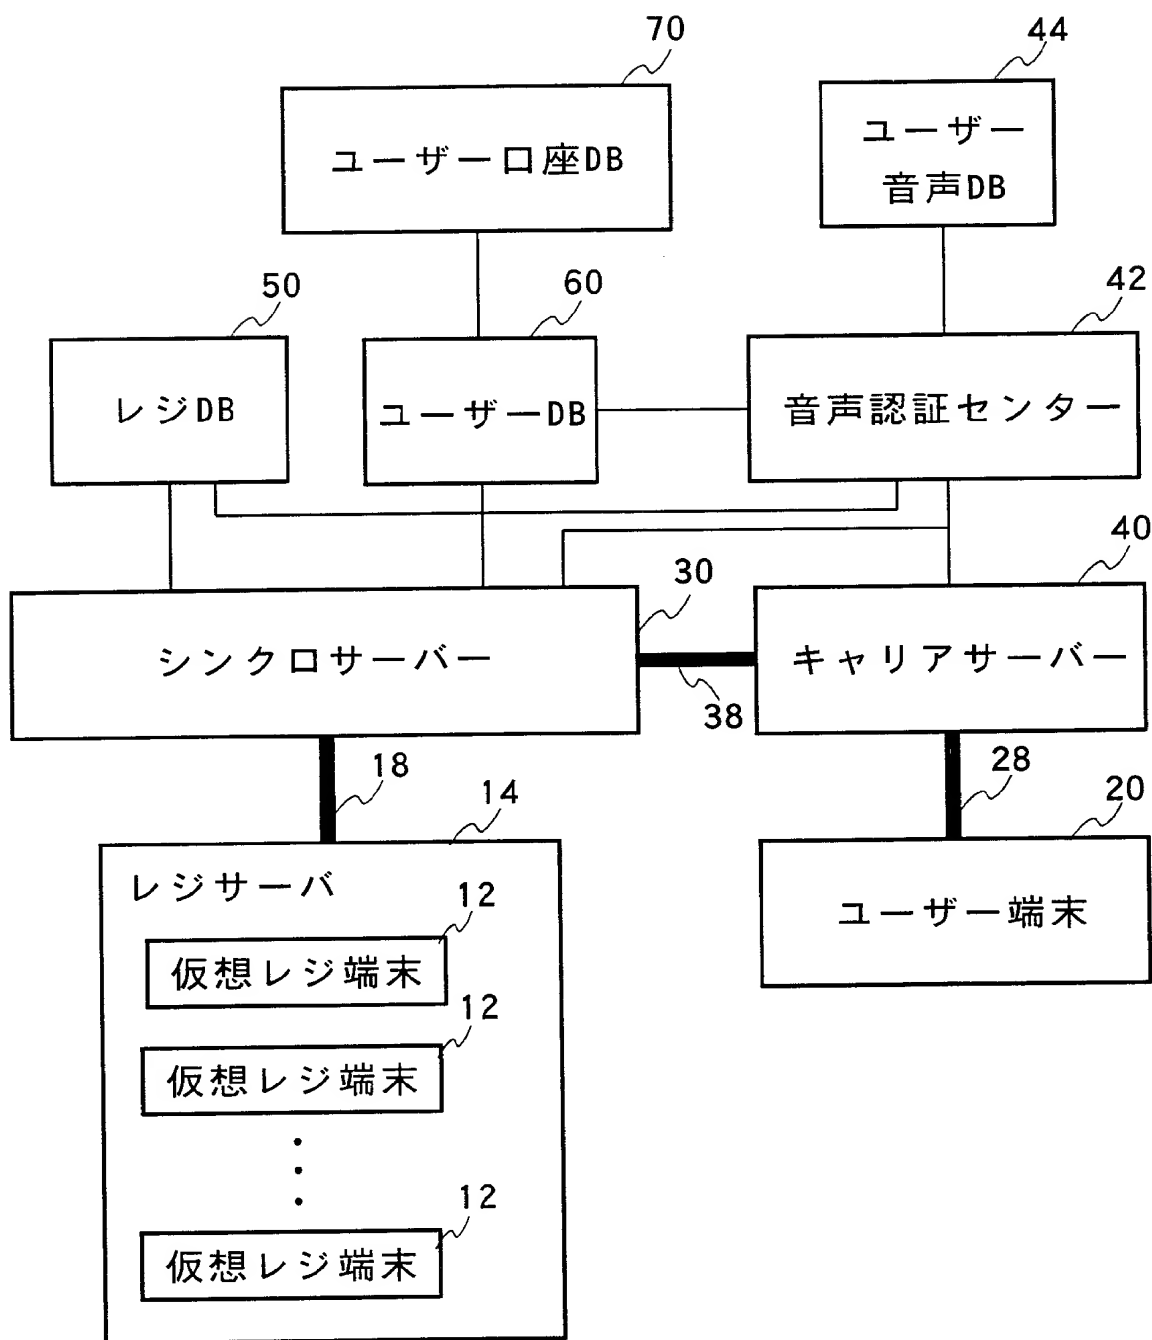 70
44
ユーザー口座DB
ユーザー
音声DB
50
60
42
レジDB
ユーザーDB
音声認証センター
30
40
シンクロサーバー
キャリアサーバー
38
18
28
14
20
レジサーバ
12
ユーザー端末
仮想レジ端末
12
仮想レジ端末
12
仮想レジ端末